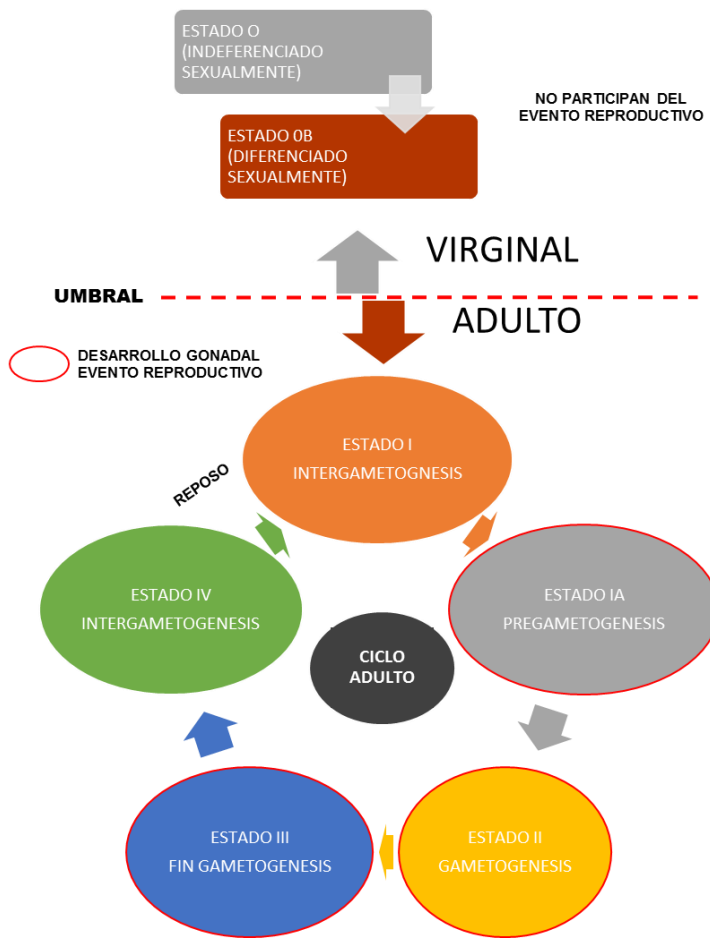 ESTADO O
(INDEFERENCIADO
SEXUALMENTE)
NO PARTICIPAN DEL
EVENTO REPRODUCTIVO
ESTADO 0B
(DIFERENCIADO
SEXUALMENTE)
VIRGINAL
UMBRAL
ADULTO
DESARROLLO GONADAL
EVENTO REPRODUCTIVO
ESTADO I
INTERGAMETOGNESIS
REPOSO
ESTADO IV
INTERGAMETOGENESIS
ESTADO IA
PREGAMETOGENESIS
CICLO
ADULTO
ESTADO III
FIN GAMETOGENESIS
ESTADO II
GAMETOGENESIS